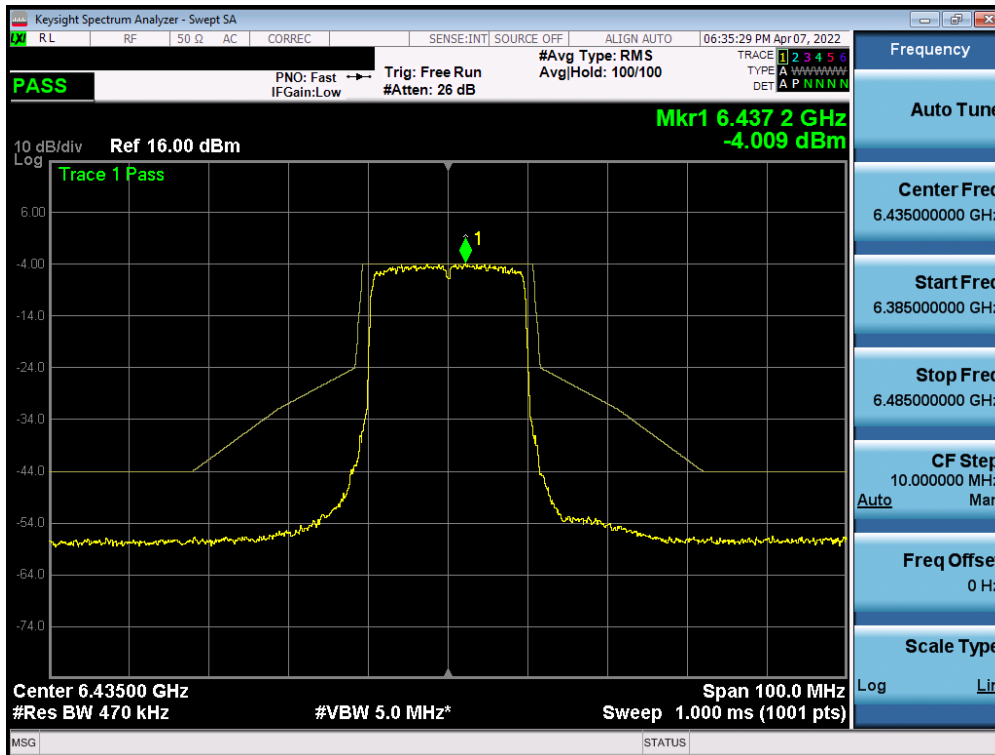 Keysight Spectrum Analyzer - Swept SA
LXI RL RF 50 Ω AC CORREC SENSE:INT SOURCE OFF ALIGN AUTO 06:35:29 PM Apr 07, 2022
PASS
PNO: Fast
IFGain:Low
Trig: Free Run
#Atten: 26 dB
#Avg Type: RMS
Avg|Hold: 100/100
TRACE 1 2 3 4 5 6
TYPE A WWWWW
DET A P N N N N
Mkr1 6.437 2 GHz
-4.009 dBm
10 dB/div
Log
Ref 16.00 dBm
Trace 1 Pass
6.00
-4.00
-14.0
-24.0
-34.0
-44.0
-54.0
-64.0
-74.0
1
Center 6.43500 GHz
Span 100.0 MHz
#Res BW 470 kHz
#VBW 5.0 MHz*
Sweep 1.000 ms (1001 pts)
MSG
STATUS
Frequency
Auto Tune
Center Freq
6.435000000 GHz
Start Freq
6.385000000 GHz
Stop Freq
6.485000000 GHz
CF Step
10.000000 MHz
Auto Man
Freq Offset
0 Hz
Scale Type
Log Lin